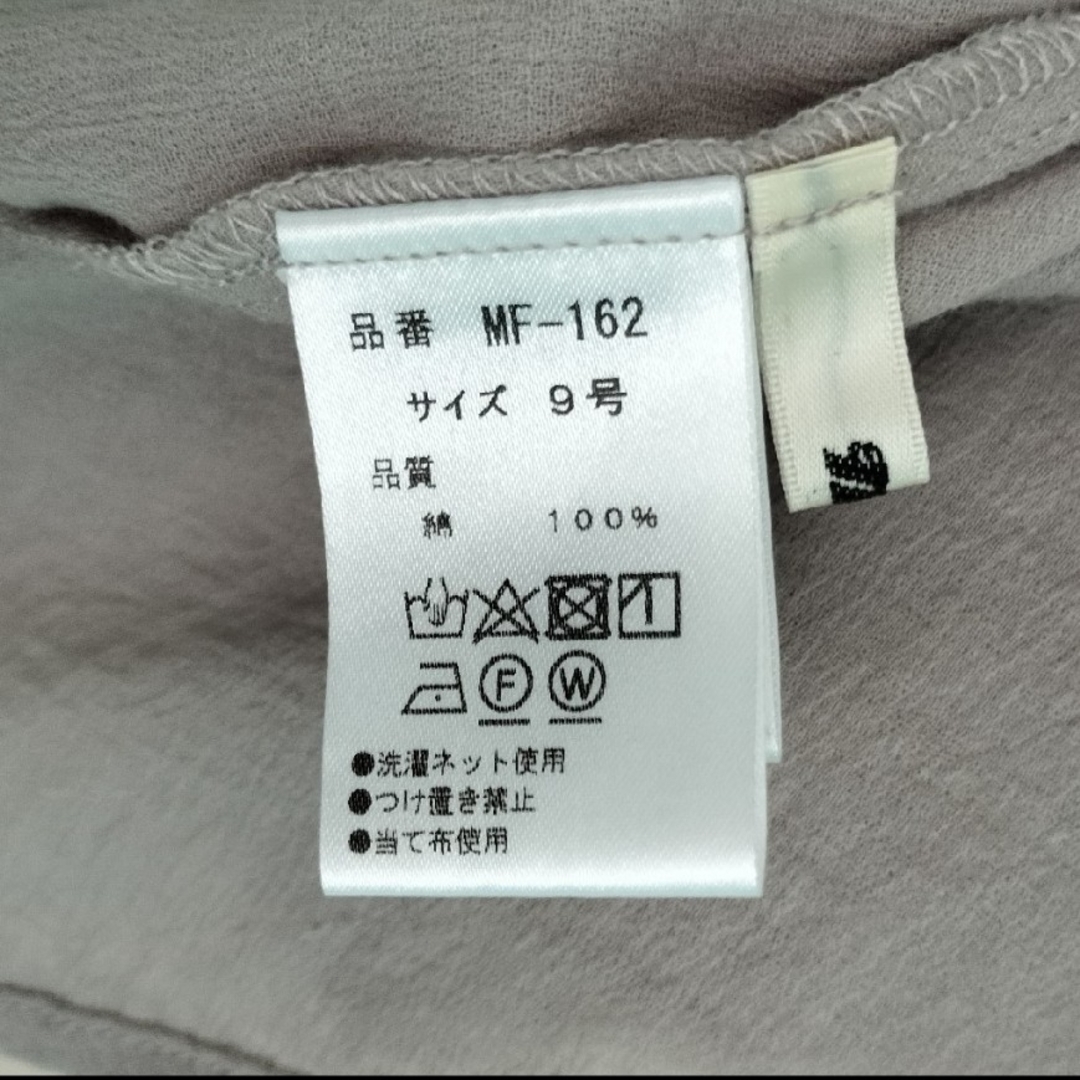 品番 MF-162
サイズ 9号
品質
綿 100%
F W
●洗濯ネット使用
●つけ置き禁止
●当て布使用